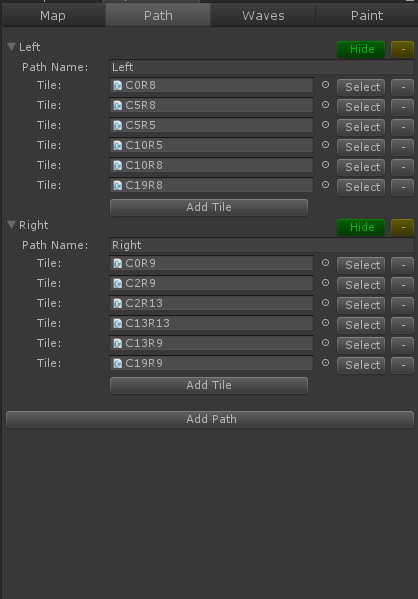 Map Path Waves Paint
Left Hide -
Path Name: Left
Tile: C0R8 Select -
Tile: C5R8 Select -
Tile: C5R5 Select -
Tile: C10R5 Select -
Tile: C10R8 Select -
Tile: C19R8 Select -
Add Tile
Right Hide -
Path Name: Right
Tile: C0R9 Select -
Tile: C2R9 Select -
Tile: C2R13 Select -
Tile: C13R13 Select -
Tile: C13R9 Select -
Tile: C19R9 Select -
Add Tile
Add Path